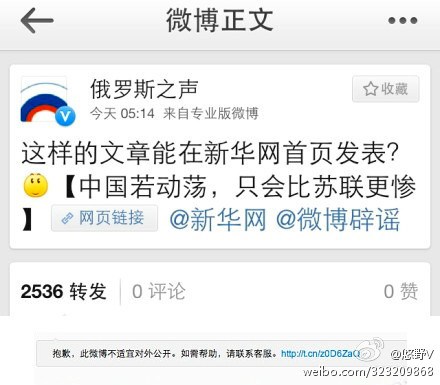 微博正文
俄罗斯之声
☆收藏
今天 05:14 来自专业版微博
这样的文章能在新华网首页发表?
【中国若动荡，只会比苏联更惨
】 网页链接 @新华网 @微博辟谣
2536 转发 0 评论 0 赞
抱歉，此微博不适宜对外公开。如需帮助，请联系客服。http://t.cn/z0D6ZaQ
@悠野V
weibo.com/323209868